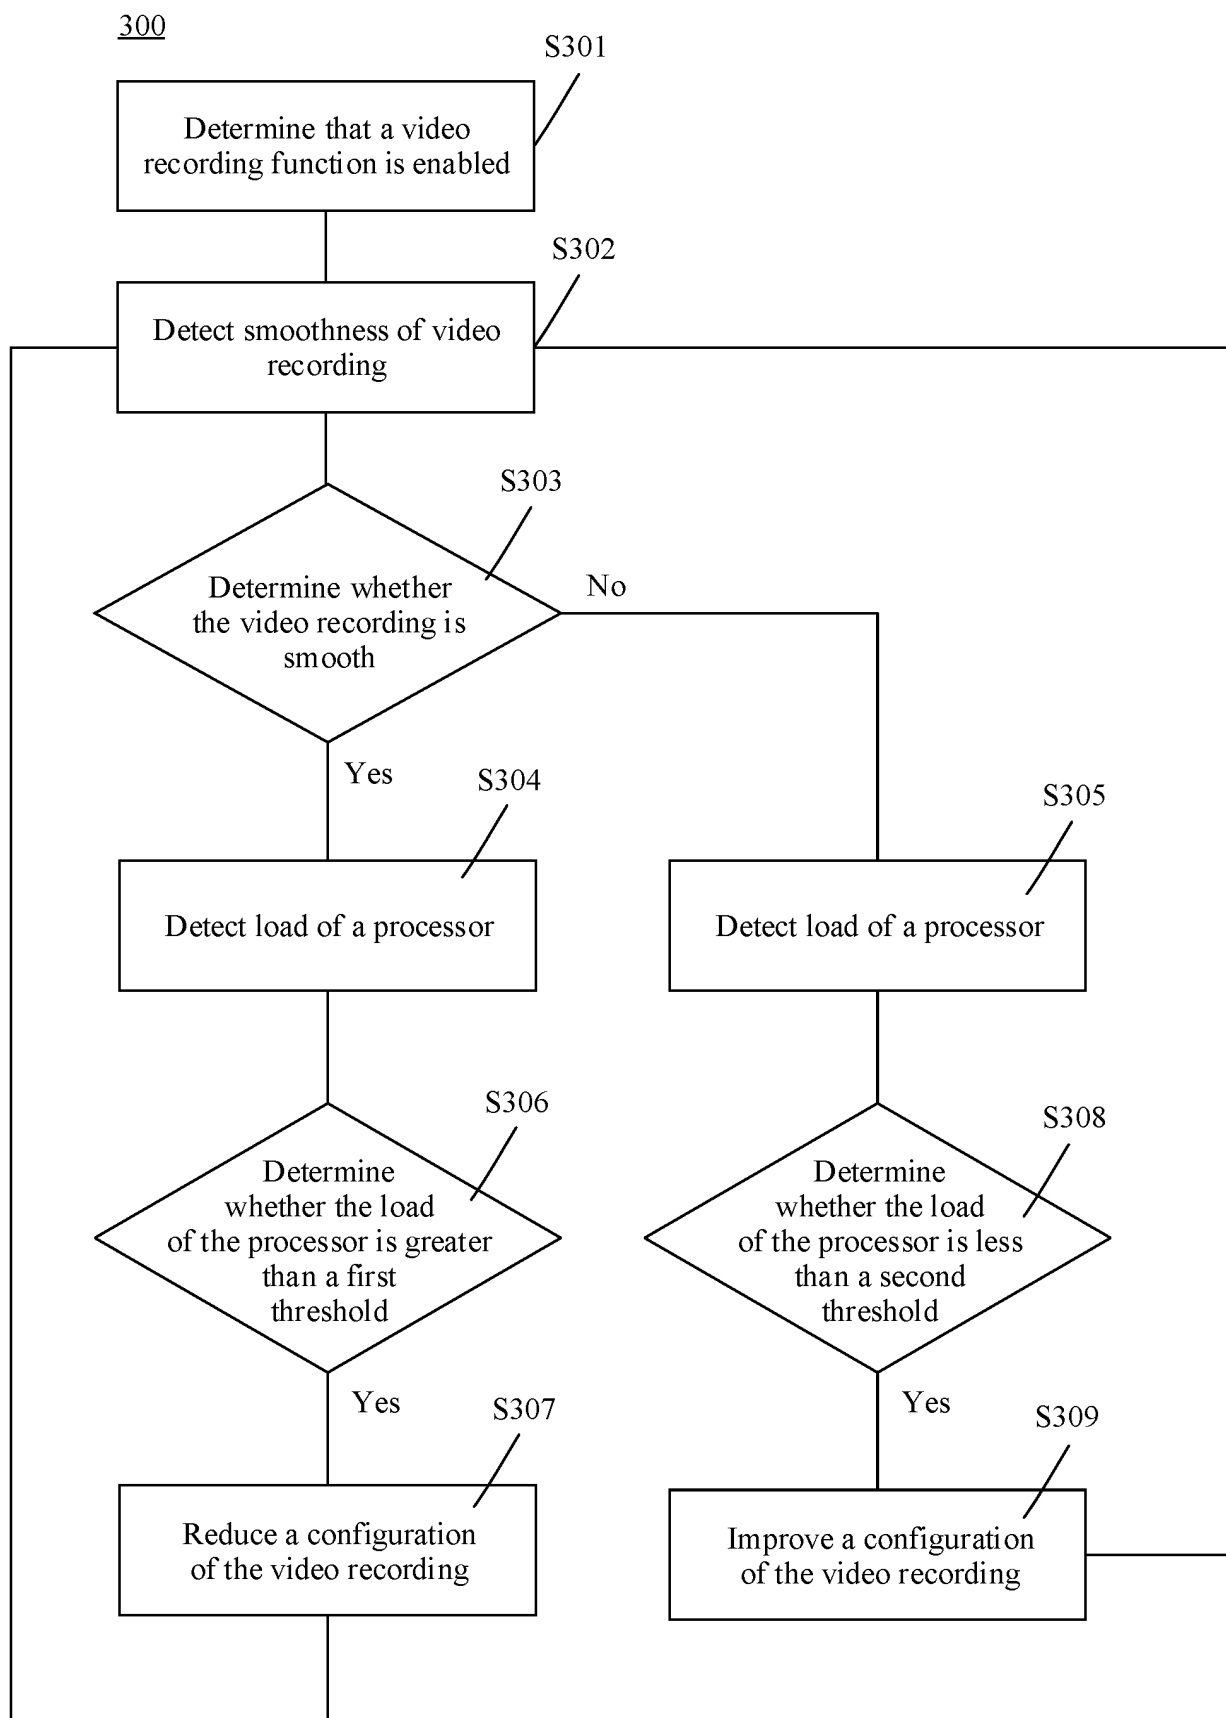 300
S301
Determine that a video
recording function is enabled
S302
Detect smoothness of video
recording
S303
Determine whether
the video recording is
smooth
No
Yes
S304
Detect load of a processor
S305
Detect load of a processor
S306
Determine
whether the load
of the processor is greater
than a first
threshold
S308
Determine
whether the load
of the processor is less
than a second
threshold
Yes
Yes
S307
Reduce a configuration
of the video recording
S309
Improve a configuration
of the video recording